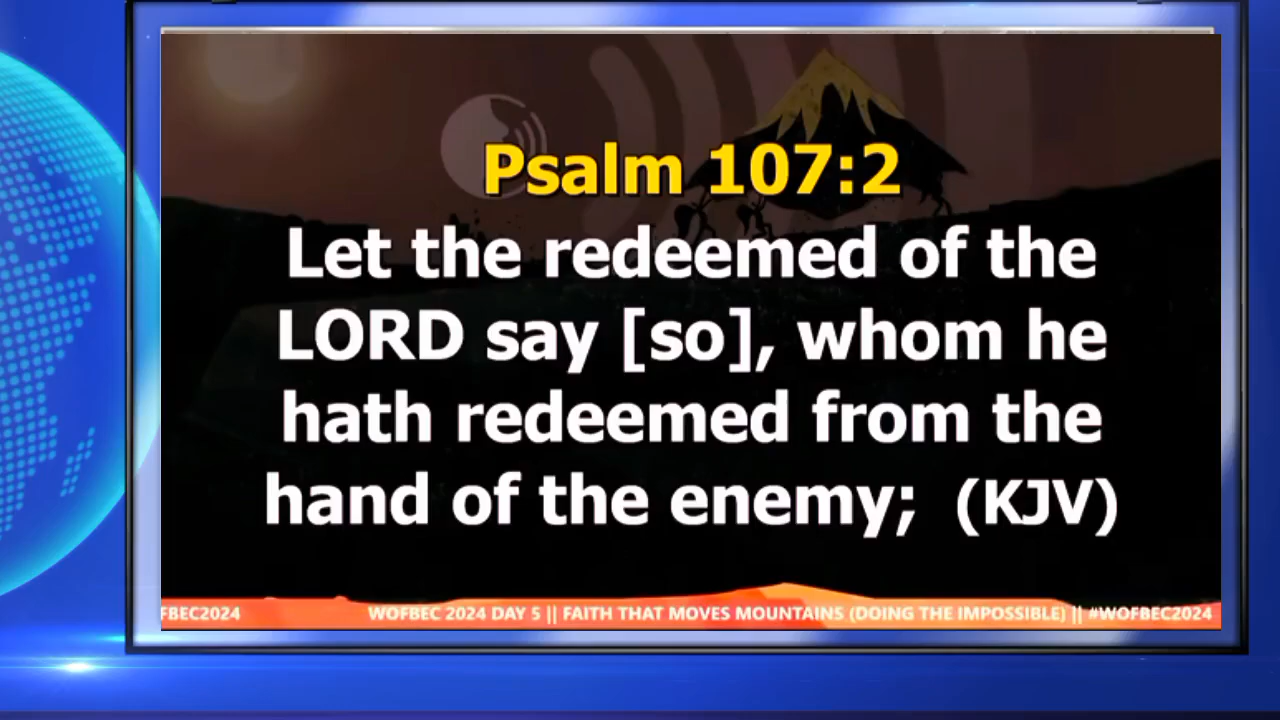 Psalm 107:2
Let the redeemed of the
LORD say [so], whom he
hath redeemed from the
hand of the enemy;  (KJV)
FBEC2024 WOFBEC 2024 DAY 5 || FAITH THAT MOVES MOUNTAINS (DOING THE IMPOSSIBLE) || #WOFBEC2024